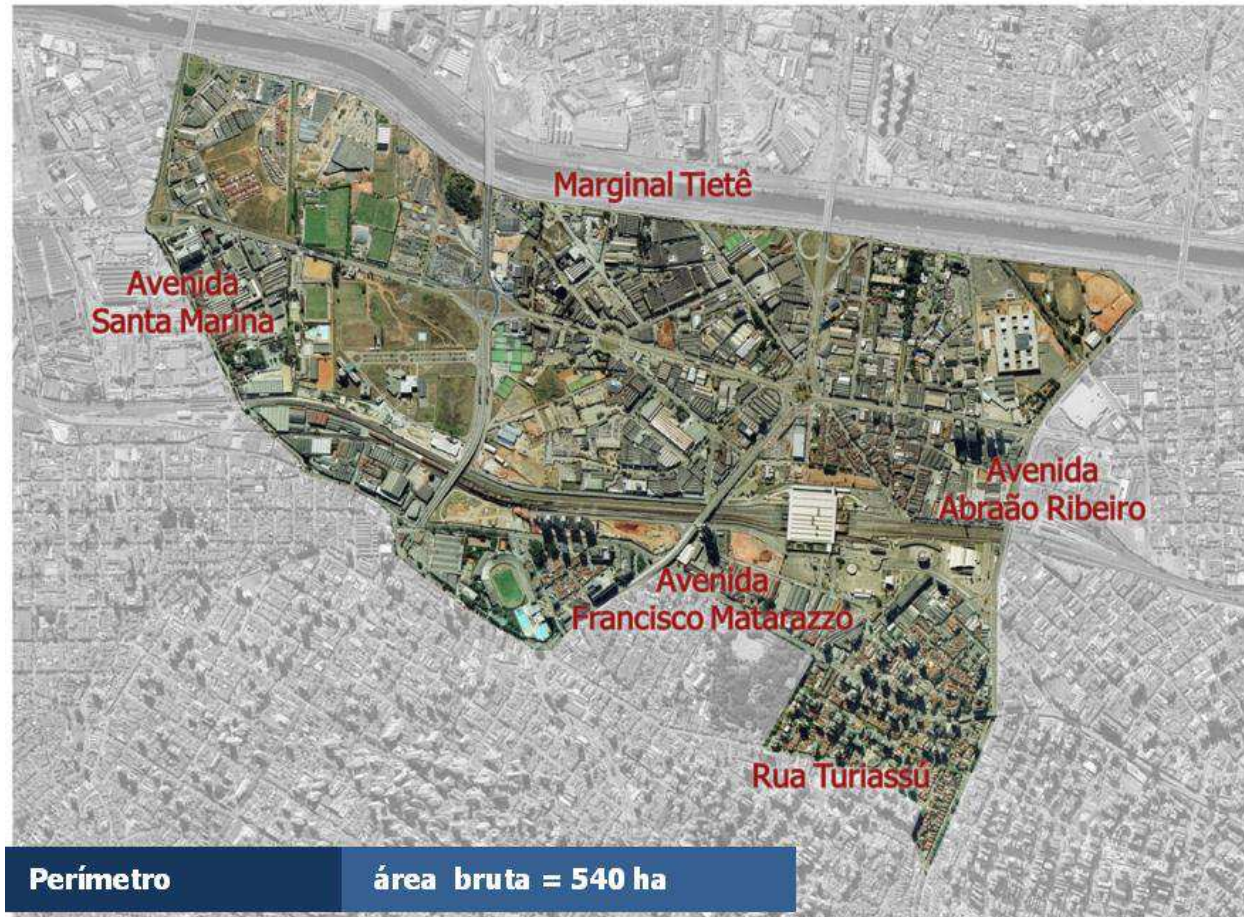 Marginal Tietê
Avenida
Santa Marina
Avenida
Abraão Ribeiro
Avenida
Francisco Matarazzo
Rua Turiassú
Perímetro área bruta = 540 ha